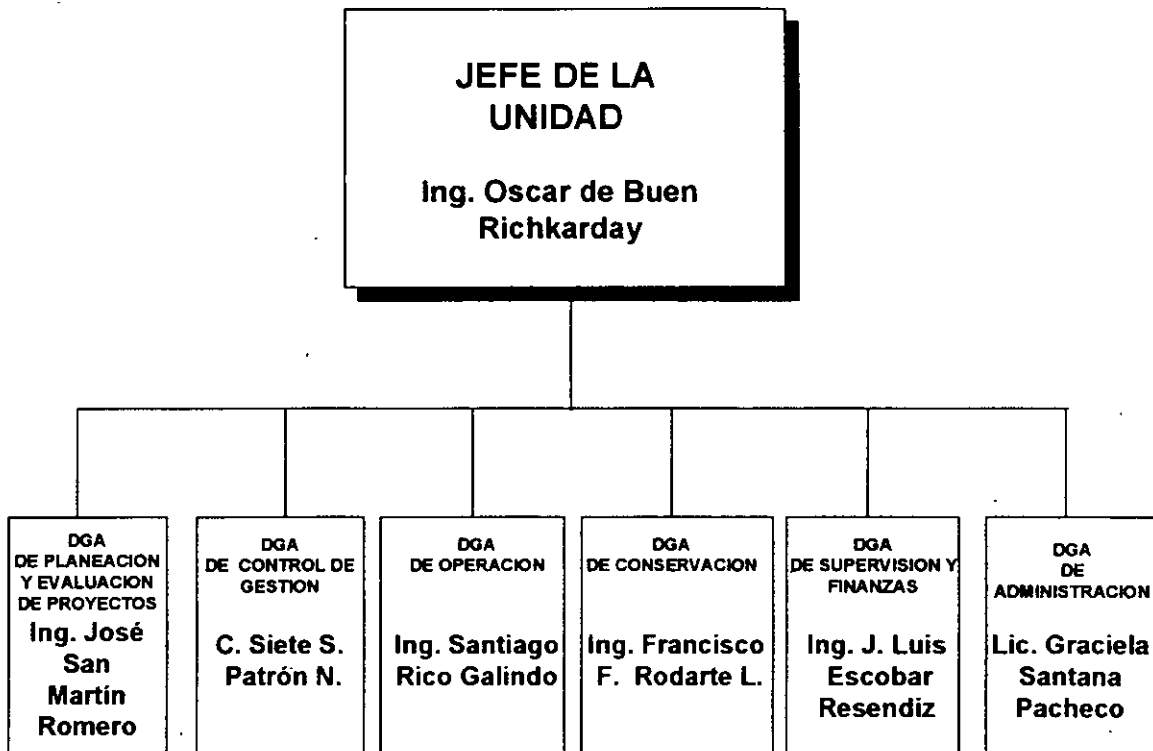 JEFE DE LA
UNIDAD
Ing. Oscar de Buen
Richkarday
DGA
DE PLANEACION
Y EVALUACION
DE PROYECTOS
Ing. José
San
Martín
Romero
DGA
DE CONTROL DE
GESTION
C. Siete S.
Patrón N.
DGA
DE OPERACION
Ing. Santiago
Rico Galindo
DGA
DE CONSERVACION
Ing. Francisco
F. Rodarte L.
DGA
DE SUPERVISION Y
FINANZAS
Ing. J. Luis
Escobar
Resendiz
DGA
DE
ADMINISTRACION
Lic. Graciela
Santana
Pacheco